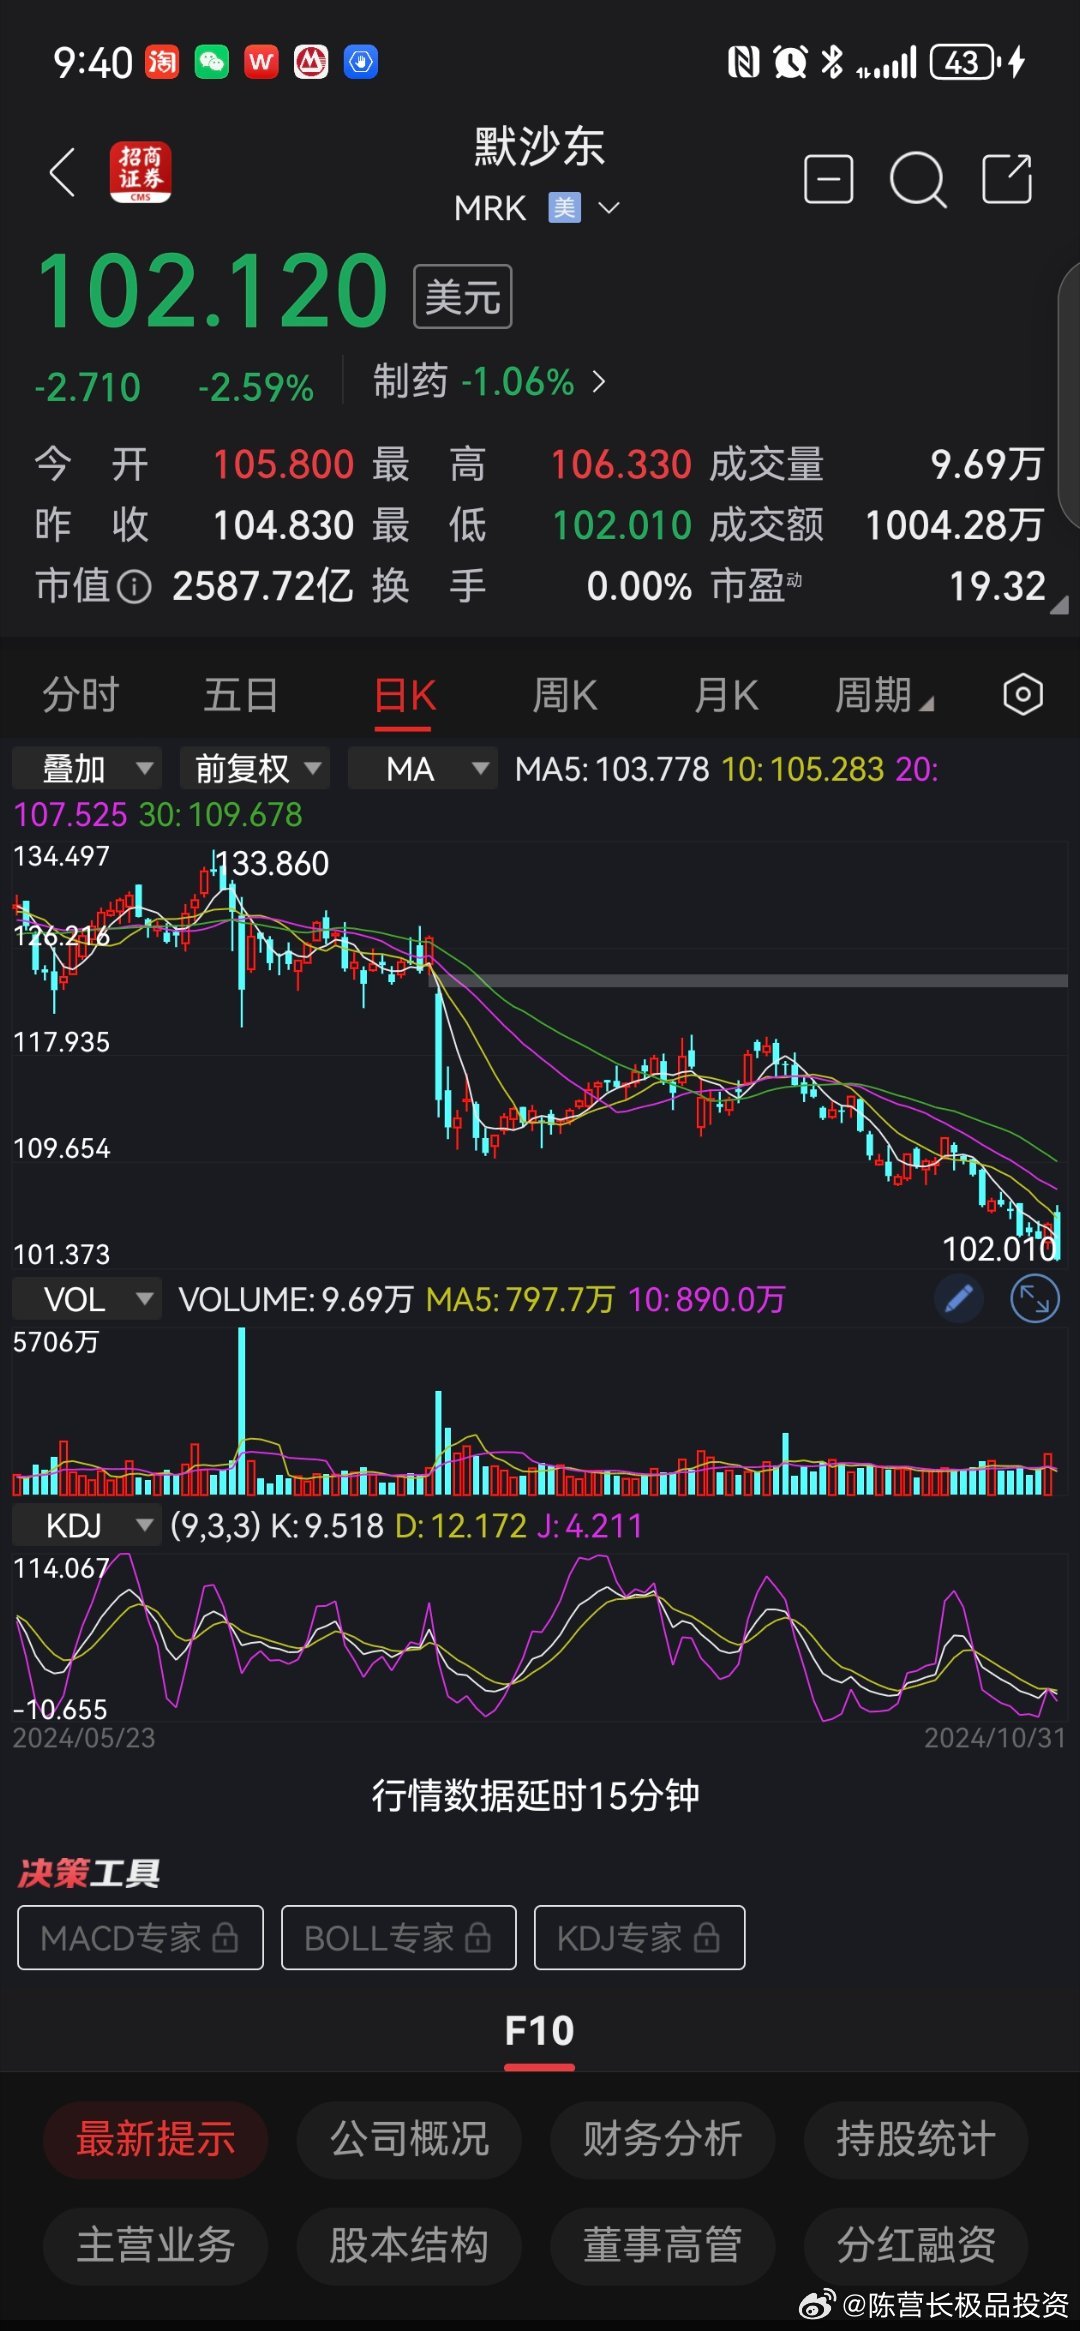 9:40 淘 W 43
招商证券 CMS
默沙东
MRK 美
102.120 美元
-2.710 -2.59% 制药 -1.06%
今开 105.800 最高 106.330 成交量 9.69万
昨收 104.830 最低 102.010 成交额 1004.28万
市值 2587.72亿 换手 0.00% 市盈动 19.32
分时 五日 日K 周K 月K 周期
叠加 前复权 MA MA5:103.778 10:105.283 20:
107.525 30:109.678
134.497
133.860
126.216
117.935
109.654
101.373
102.010
VOL VOLUME:9.69万 MA5:797.7万 10:890.0万
5706万
KDJ (9,3,3) K:9.518 D:12.172 J:4.211
114.067
-10.655
2024/05/23 2024/10/31
行情数据延时15分钟
决策工具
MACD专家 BOLL专家 KDJ专家
F10
最新提示 公司概况 财务分析 持股统计
主营业务 股本结构 董事高管 分红融资
@陈营长极品投资